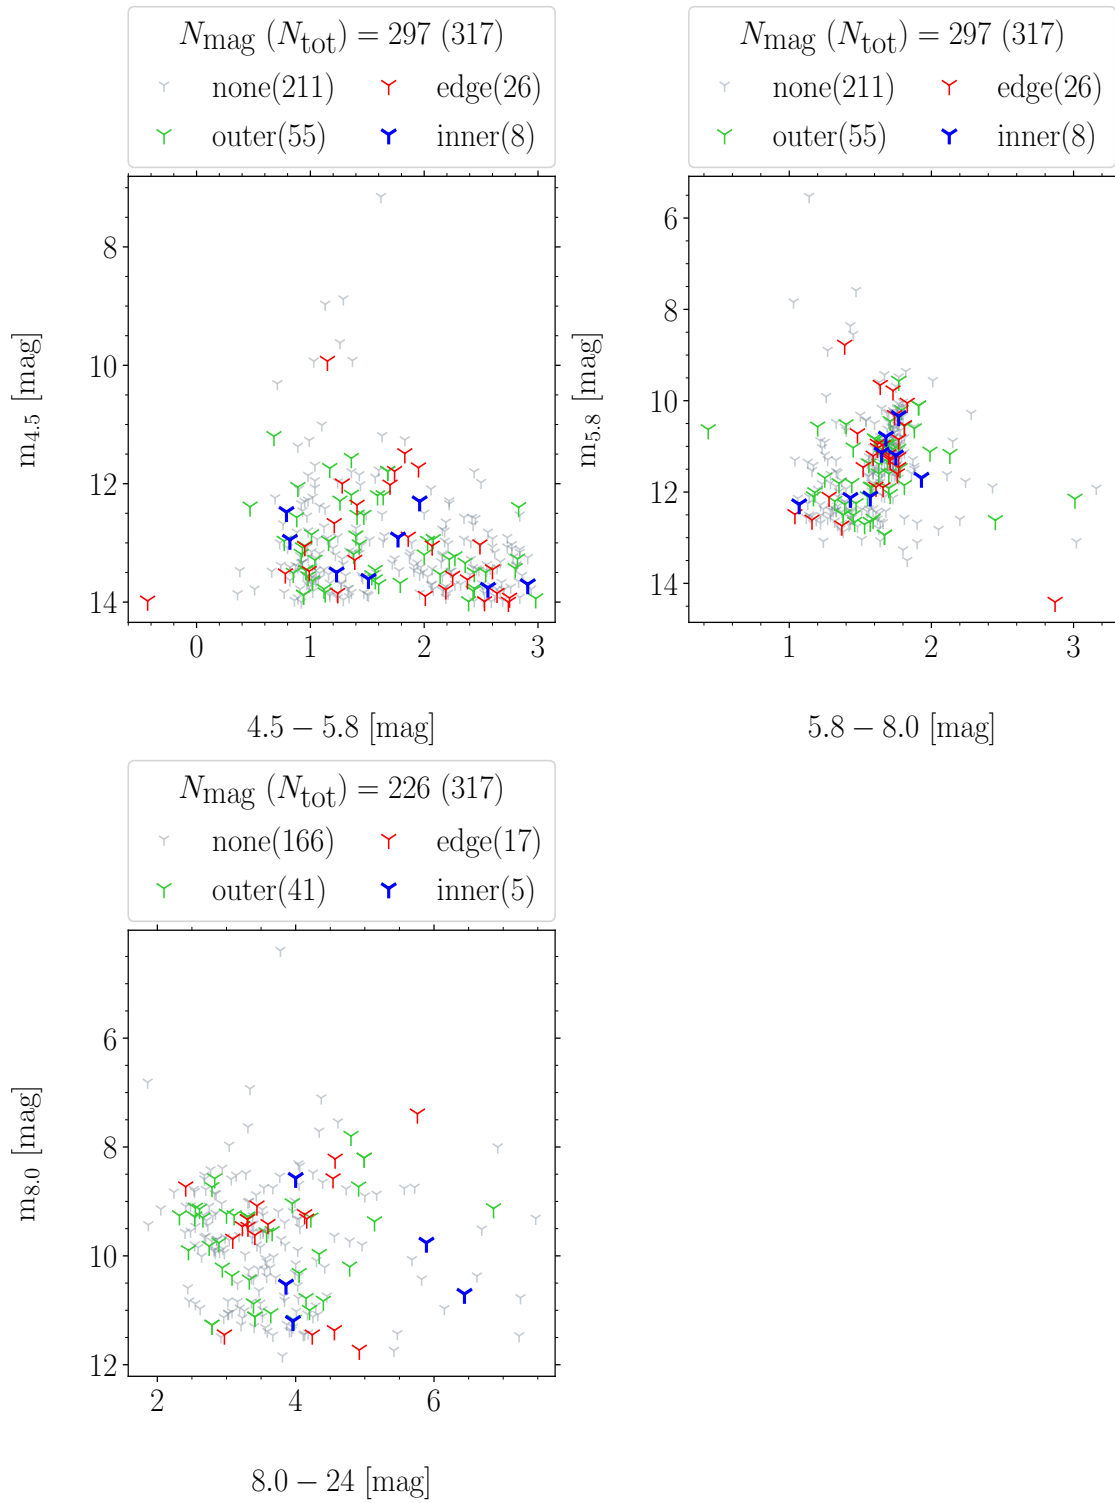 N_mag (N_tot) = 297 (317)
none(211) edge(26)
outer(55) inner(8)
8
10
12
14
m_4.5 [mag]
0 1 2 3
4.5 − 5.8 [mag]
N_mag (N_tot) = 297 (317)
none(211) edge(26)
outer(55) inner(8)
6
8
10
12
14
m_5.8 [mag]
1 2 3
5.8 − 8.0 [mag]
N_mag (N_tot) = 226 (317)
none(166) edge(17)
outer(41) inner(5)
6
8
10
12
m_8.0 [mag]
2 4 6
8.0 − 24 [mag]